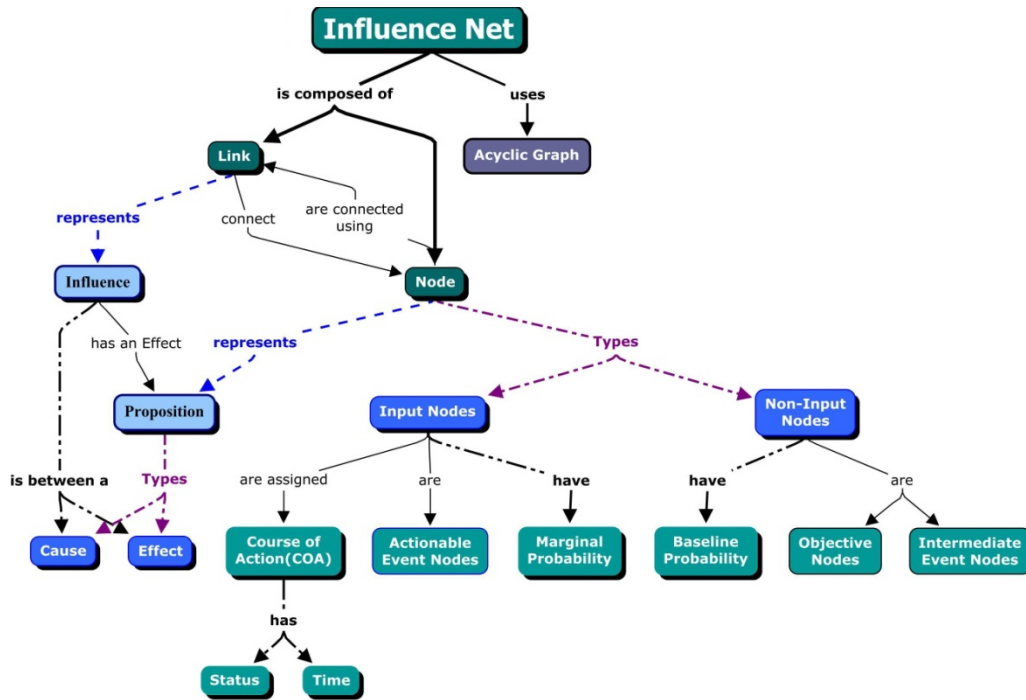 Influence Net
is composed of
uses
Link
Acyclic Graph
represents
connect
are connected
using
Influence
Node
has an Effect
represents
Types
Proposition
Input Nodes
Non-Input
Nodes
is between a
Types
are assigned
are
have
have
are
Cause
Effect
Course of
Action(COA)
Actionable
Event Nodes
Marginal
Probability
Baseline
Probability
Objective
Nodes
Intermediate
Event Nodes
has
Status
Time